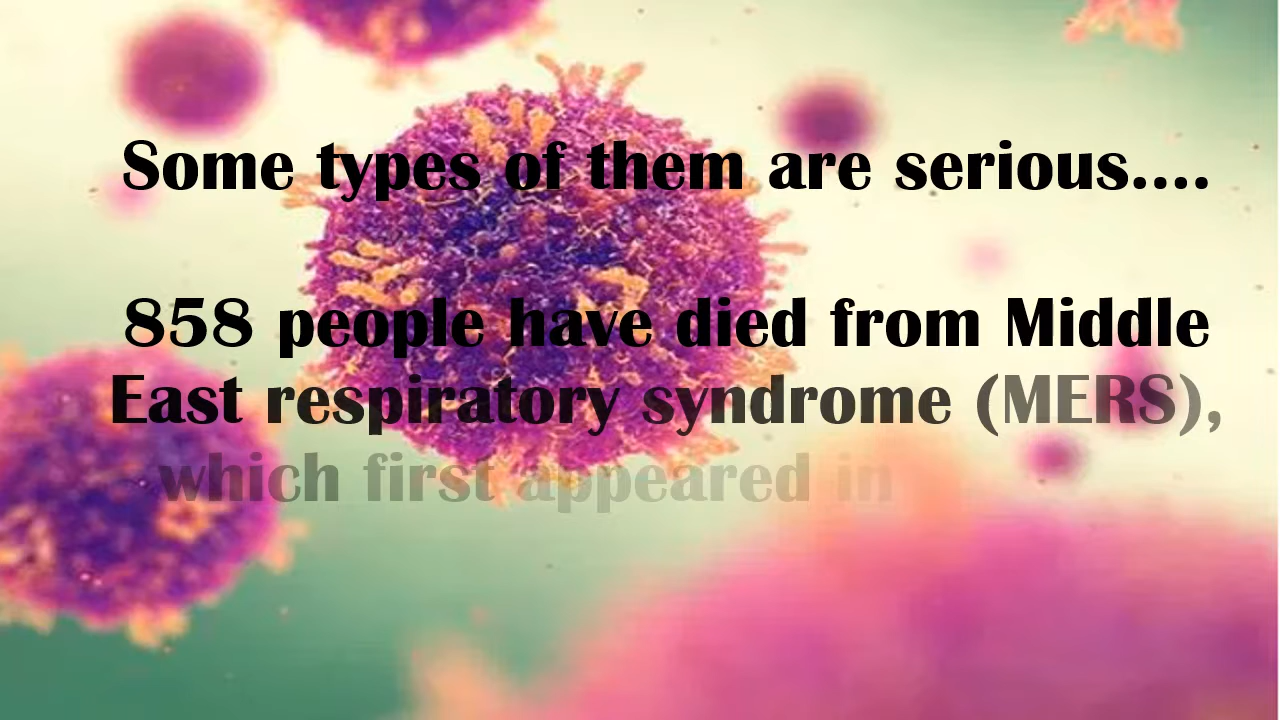 Some types of them are serious....
858 people have died from Middle
East respiratory syndrome (MERS),
which first appeared in